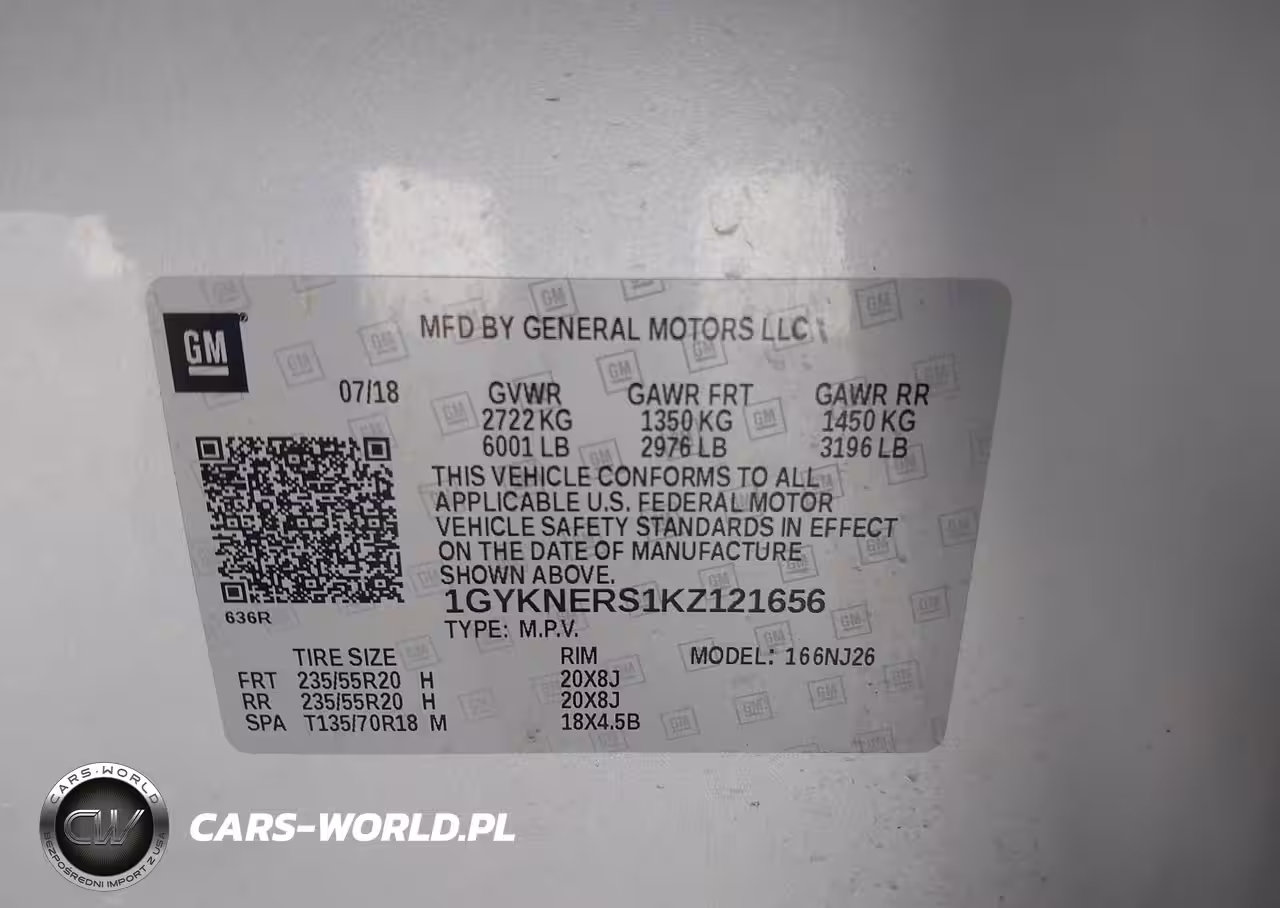 GM
MFD BY GENERAL MOTORS LLC
07/18 GVWR GAWR FRT GAWR RR
2722 KG 1350 KG 1450 KG
6001 LB 2976 LB 3196 LB
THIS VEHICLE CONFORMS TO ALL
APPLICABLE U.S. FEDERAL MOTOR
VEHICLE SAFETY STANDARDS IN EFFECT
ON THE DATE OF MANUFACTURE
SHOWN ABOVE.
636R
1GYKNERS1KZ121656
TYPE: M.P.V.
TIRE SIZE RIM MODEL: 166NJ26
FRT 235/55R20 H 20X8J
RR 235/55R20 H 20X8J
SPA T135/70R18 M 18X4.5B
CARS-WORLD
CW
BEZPOŚREDNI IMPORT Z USA
CARS-WORLD.PL